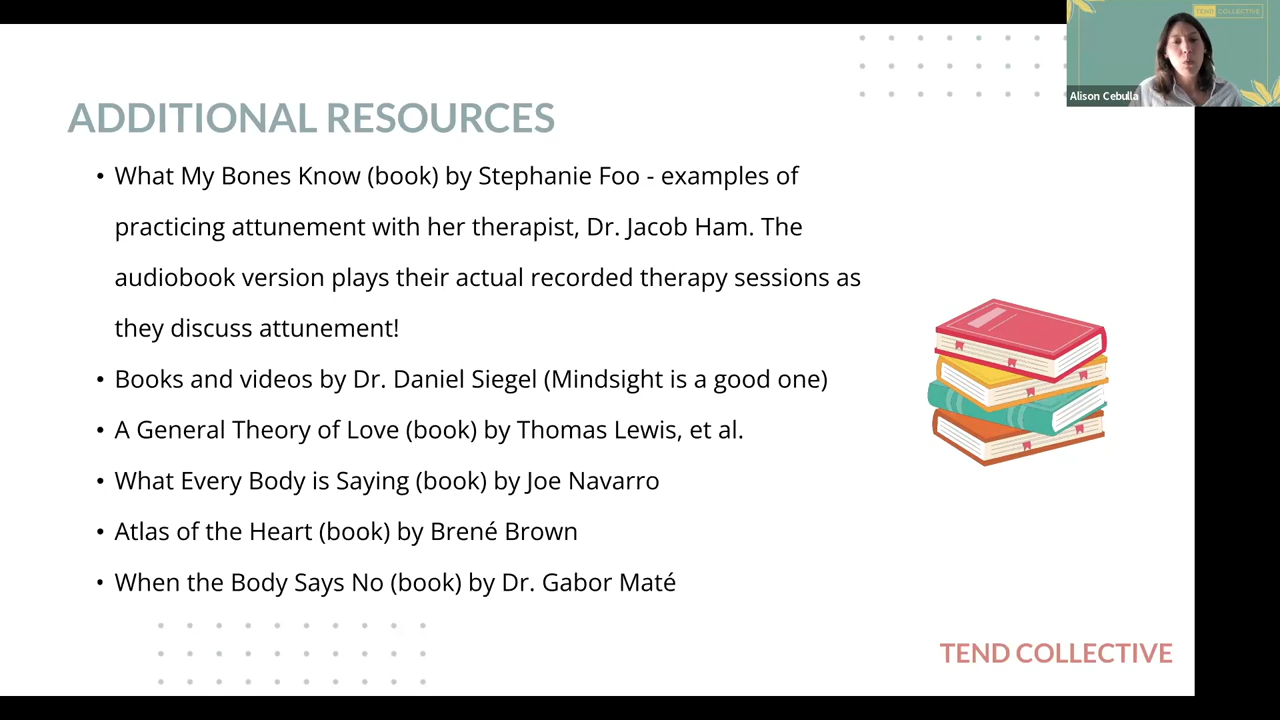 TEND COLLECTIVE
Alison Cebulla
ADDITIONAL RESOURCES
• What My Bones Know (book) by Stephanie Foo - examples of
practicing attunement with her therapist, Dr. Jacob Ham. The
audiobook version plays their actual recorded therapy sessions as
they discuss attunement!
• Books and videos by Dr. Daniel Siegel (Mindsight is a good one)
• A General Theory of Love (book) by Thomas Lewis, et al.
• What Every Body is Saying (book) by Joe Navarro
• Atlas of the Heart (book) by Brené Brown
• When the Body Says No (book) by Dr. Gabor Maté
TEND COLLECTIVE